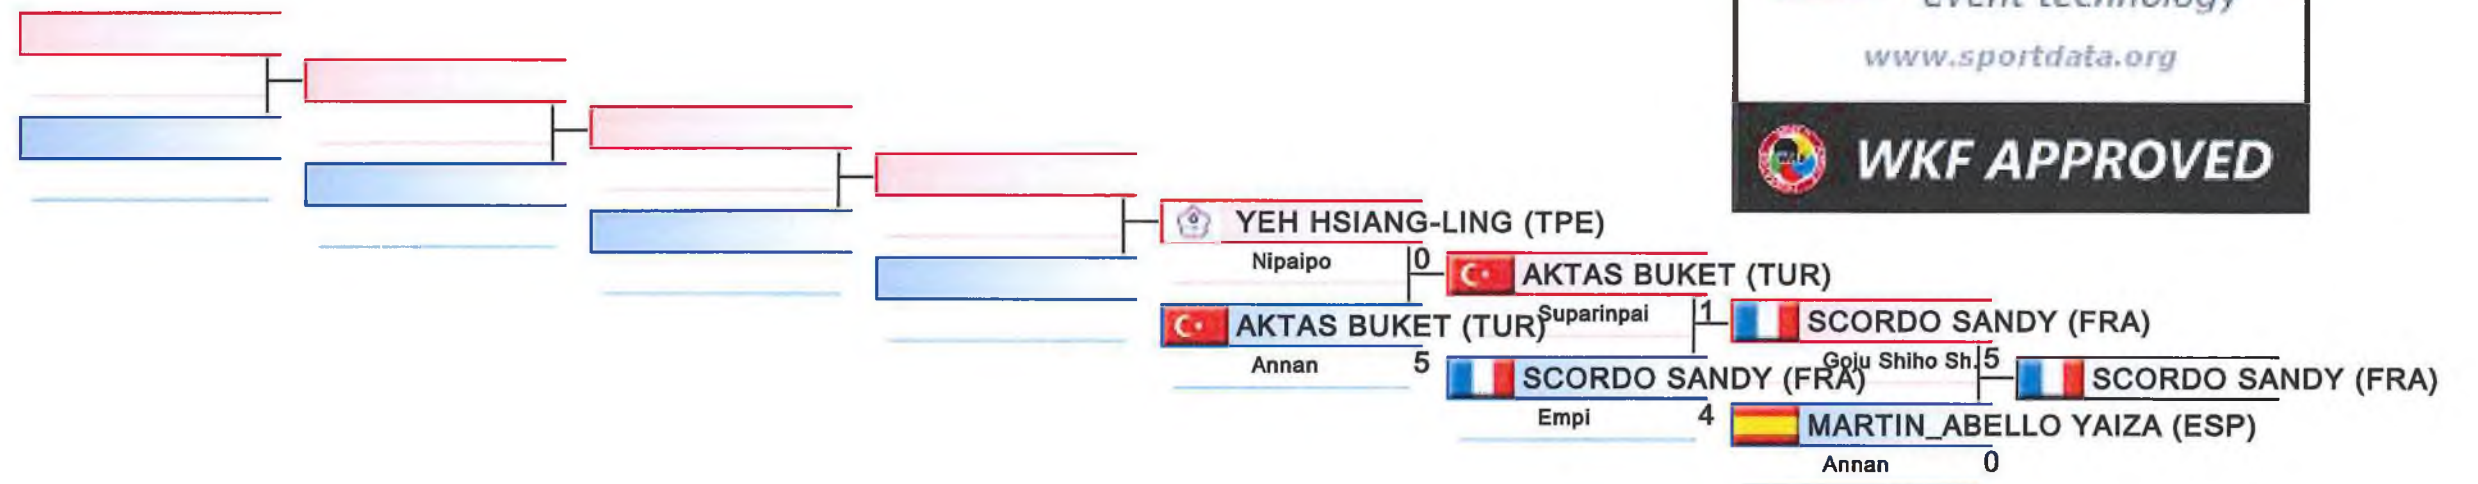 event technology
www.sportdata.org
WKF APPROVED
YEH HSIANG-LING (TPE)
Nipaipo
0
AKTAS BUKET (TUR)
Annan
5
AKTAS BUKET (TUR)
Suparinpai
1
SCORDO SANDY (FRA)
Empi
4
SCORDO SANDY (FRA)
Goju Shiho Sh.
5
MARTIN_ABELLO YAIZA (ESP)
Annan
0
SCORDO SANDY (FRA)